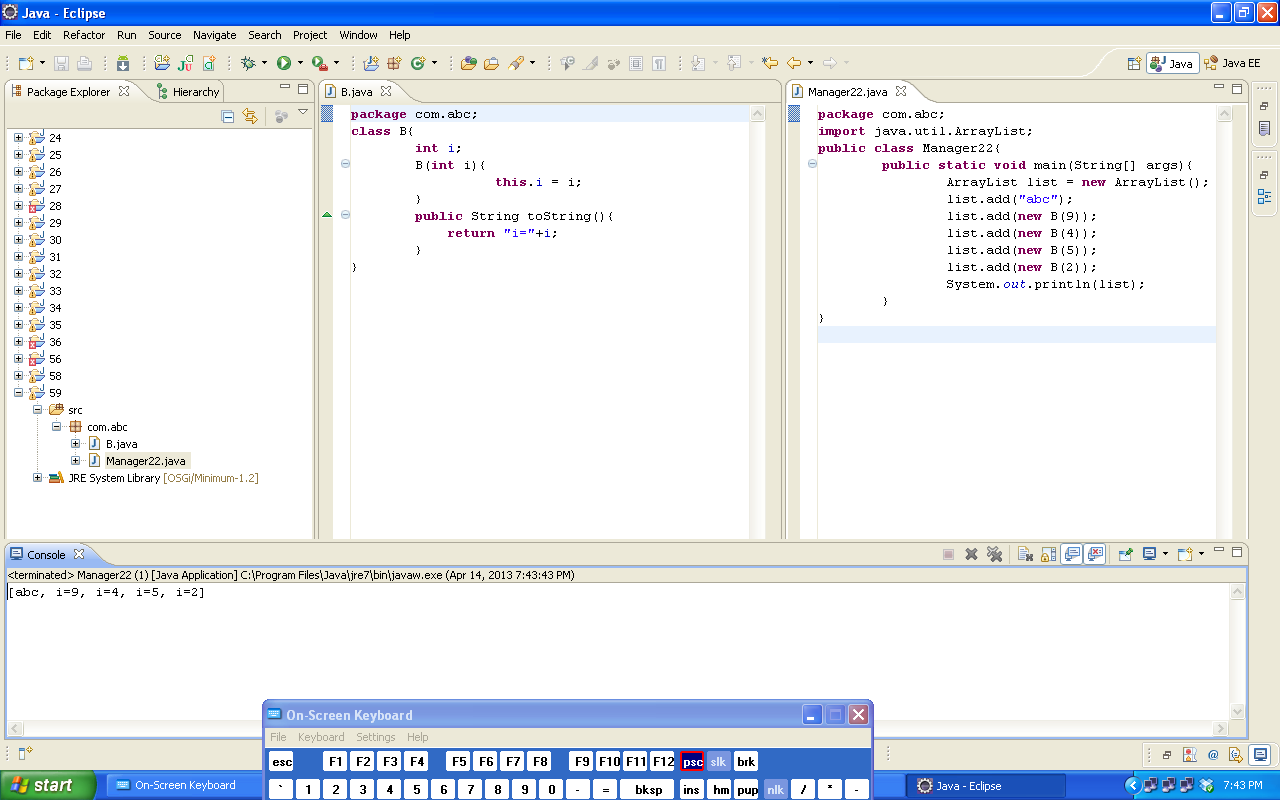 Java - Eclipse
File Edit Refactor Run Source Navigate Search Project Window Help
Java Java EE
Package Explorer Hierarchy
24
25
26
27
28
29
30
31
32
33
34
35
36
56
58
59
src
com.abc
B.java
Manager22.java
JRE System Library [OSGi/Minimum-1.2]
B.java
package com.abc;
class B{
int i;
B(int i){
this.i = i;
}
public String toString(){
return "i="+i;
}
}
Manager22.java
package com.abc;
import java.util.ArrayList;
public class Manager22{
public static void main(String[] args){
ArrayList list = new ArrayList();
list.add("abc");
list.add(new B(9));
list.add(new B(4));
list.add(new B(5));
list.add(new B(2));
System.out.println(list);
}
}
Console
<terminated> Manager22 (1) [Java Application] C:\Program Files\Java\jre7\bin\javaw.exe (Apr 14, 2013 7:43:43 PM)
[abc, i=9, i=4, i=5, i=2]
On-Screen Keyboard
File Keyboard Settings Help
esc F1 F2 F3 F4 F5 F6 F7 F8 F9 F10 F11 F12 psc slk brk
` 1 2 3 4 5 6 7 8 9 0 - = bksp ins hm pup nlk / * -
start On-Screen Keyboard Java - Eclipse 7:43 PM